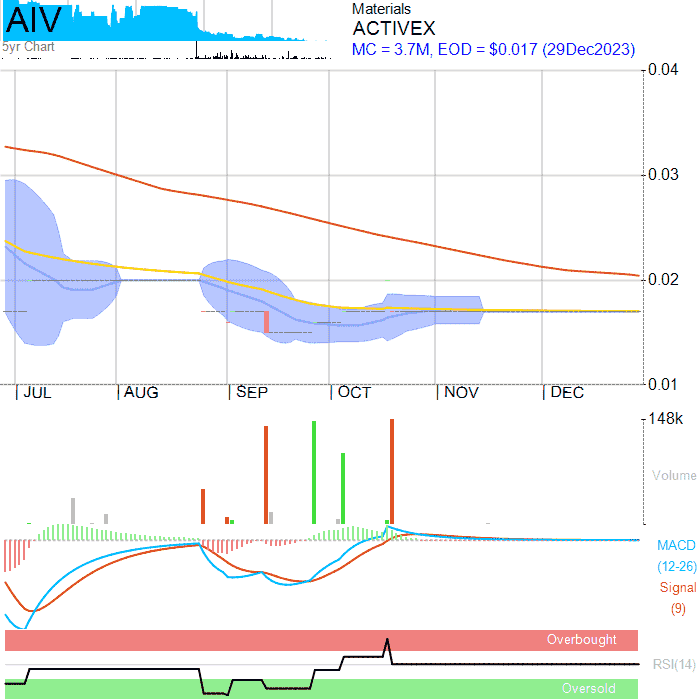 AIV
5yr Chart
Materials
ACTIVEX
MC = 3.7M, EOD = $0.017 (29Dec2023)
0.04
0.03
0.02
0.01
JUL AUG SEP OCT NOV DEC
148k
Volume
MACD
(12-26)
Signal
(9)
Overbought
RSI(14)
Oversold